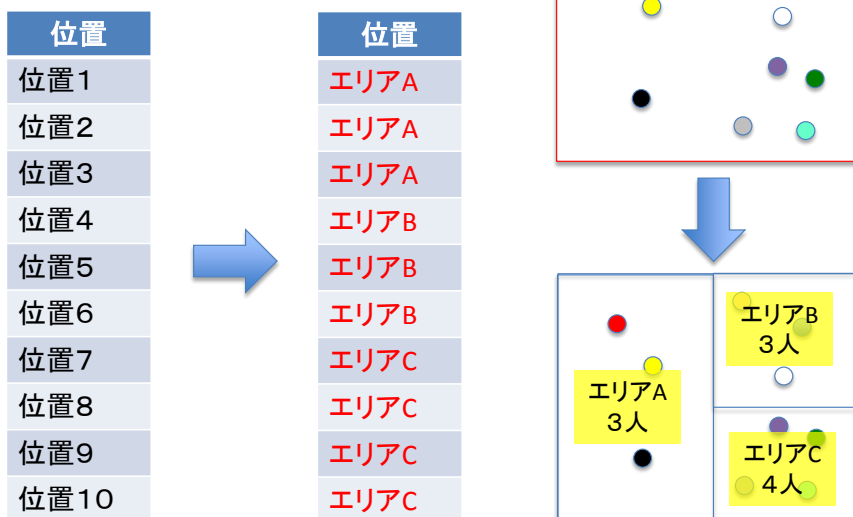 位置
位置1
位置2
位置3
位置4
位置5
位置6
位置7
位置8
位置9
位置10
位置
エリアA
エリアA
エリアA
エリアB
エリアB
エリアB
エリアC
エリアC
エリアC
エリアC
エリアA
3人
エリアB
3人
エリアC
4人